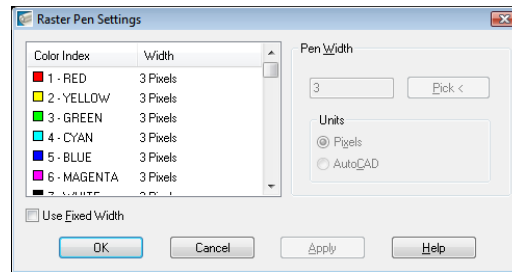 Raster Pen Settings
Color Index Width
1 - RED 3 Pixels
2 - YELLOW 3 Pixels
3 - GREEN 3 Pixels
4 - CYAN 3 Pixels
5 - BLUE 3 Pixels
6 - MAGENTA 3 Pixels
Pen Width
3 Pick <
Units
Pixels
AutoCAD
Use Fixed Width
OK Cancel Apply Help